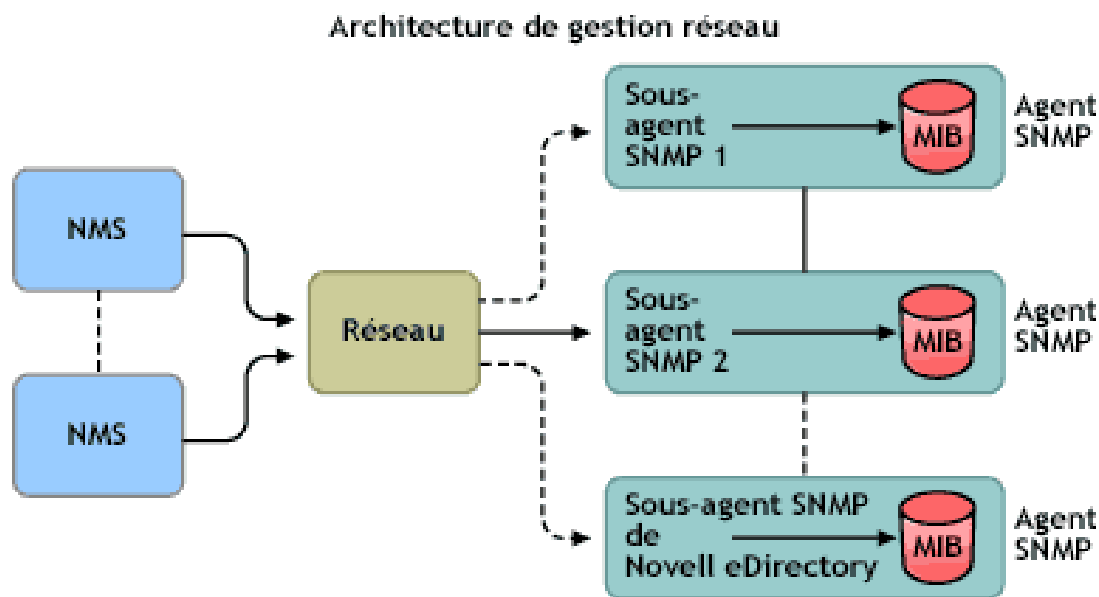 Architecture de gestion réseau
Sous-
agent
SNMP 1
MIB
Agent
SNMP
NMS
Réseau
Sous-
agent
SNMP 2
MIB
Agent
SNMP
NMS
Sous-agent SNMP
de
Novell eDirectory
MIB
Agent
SNMP